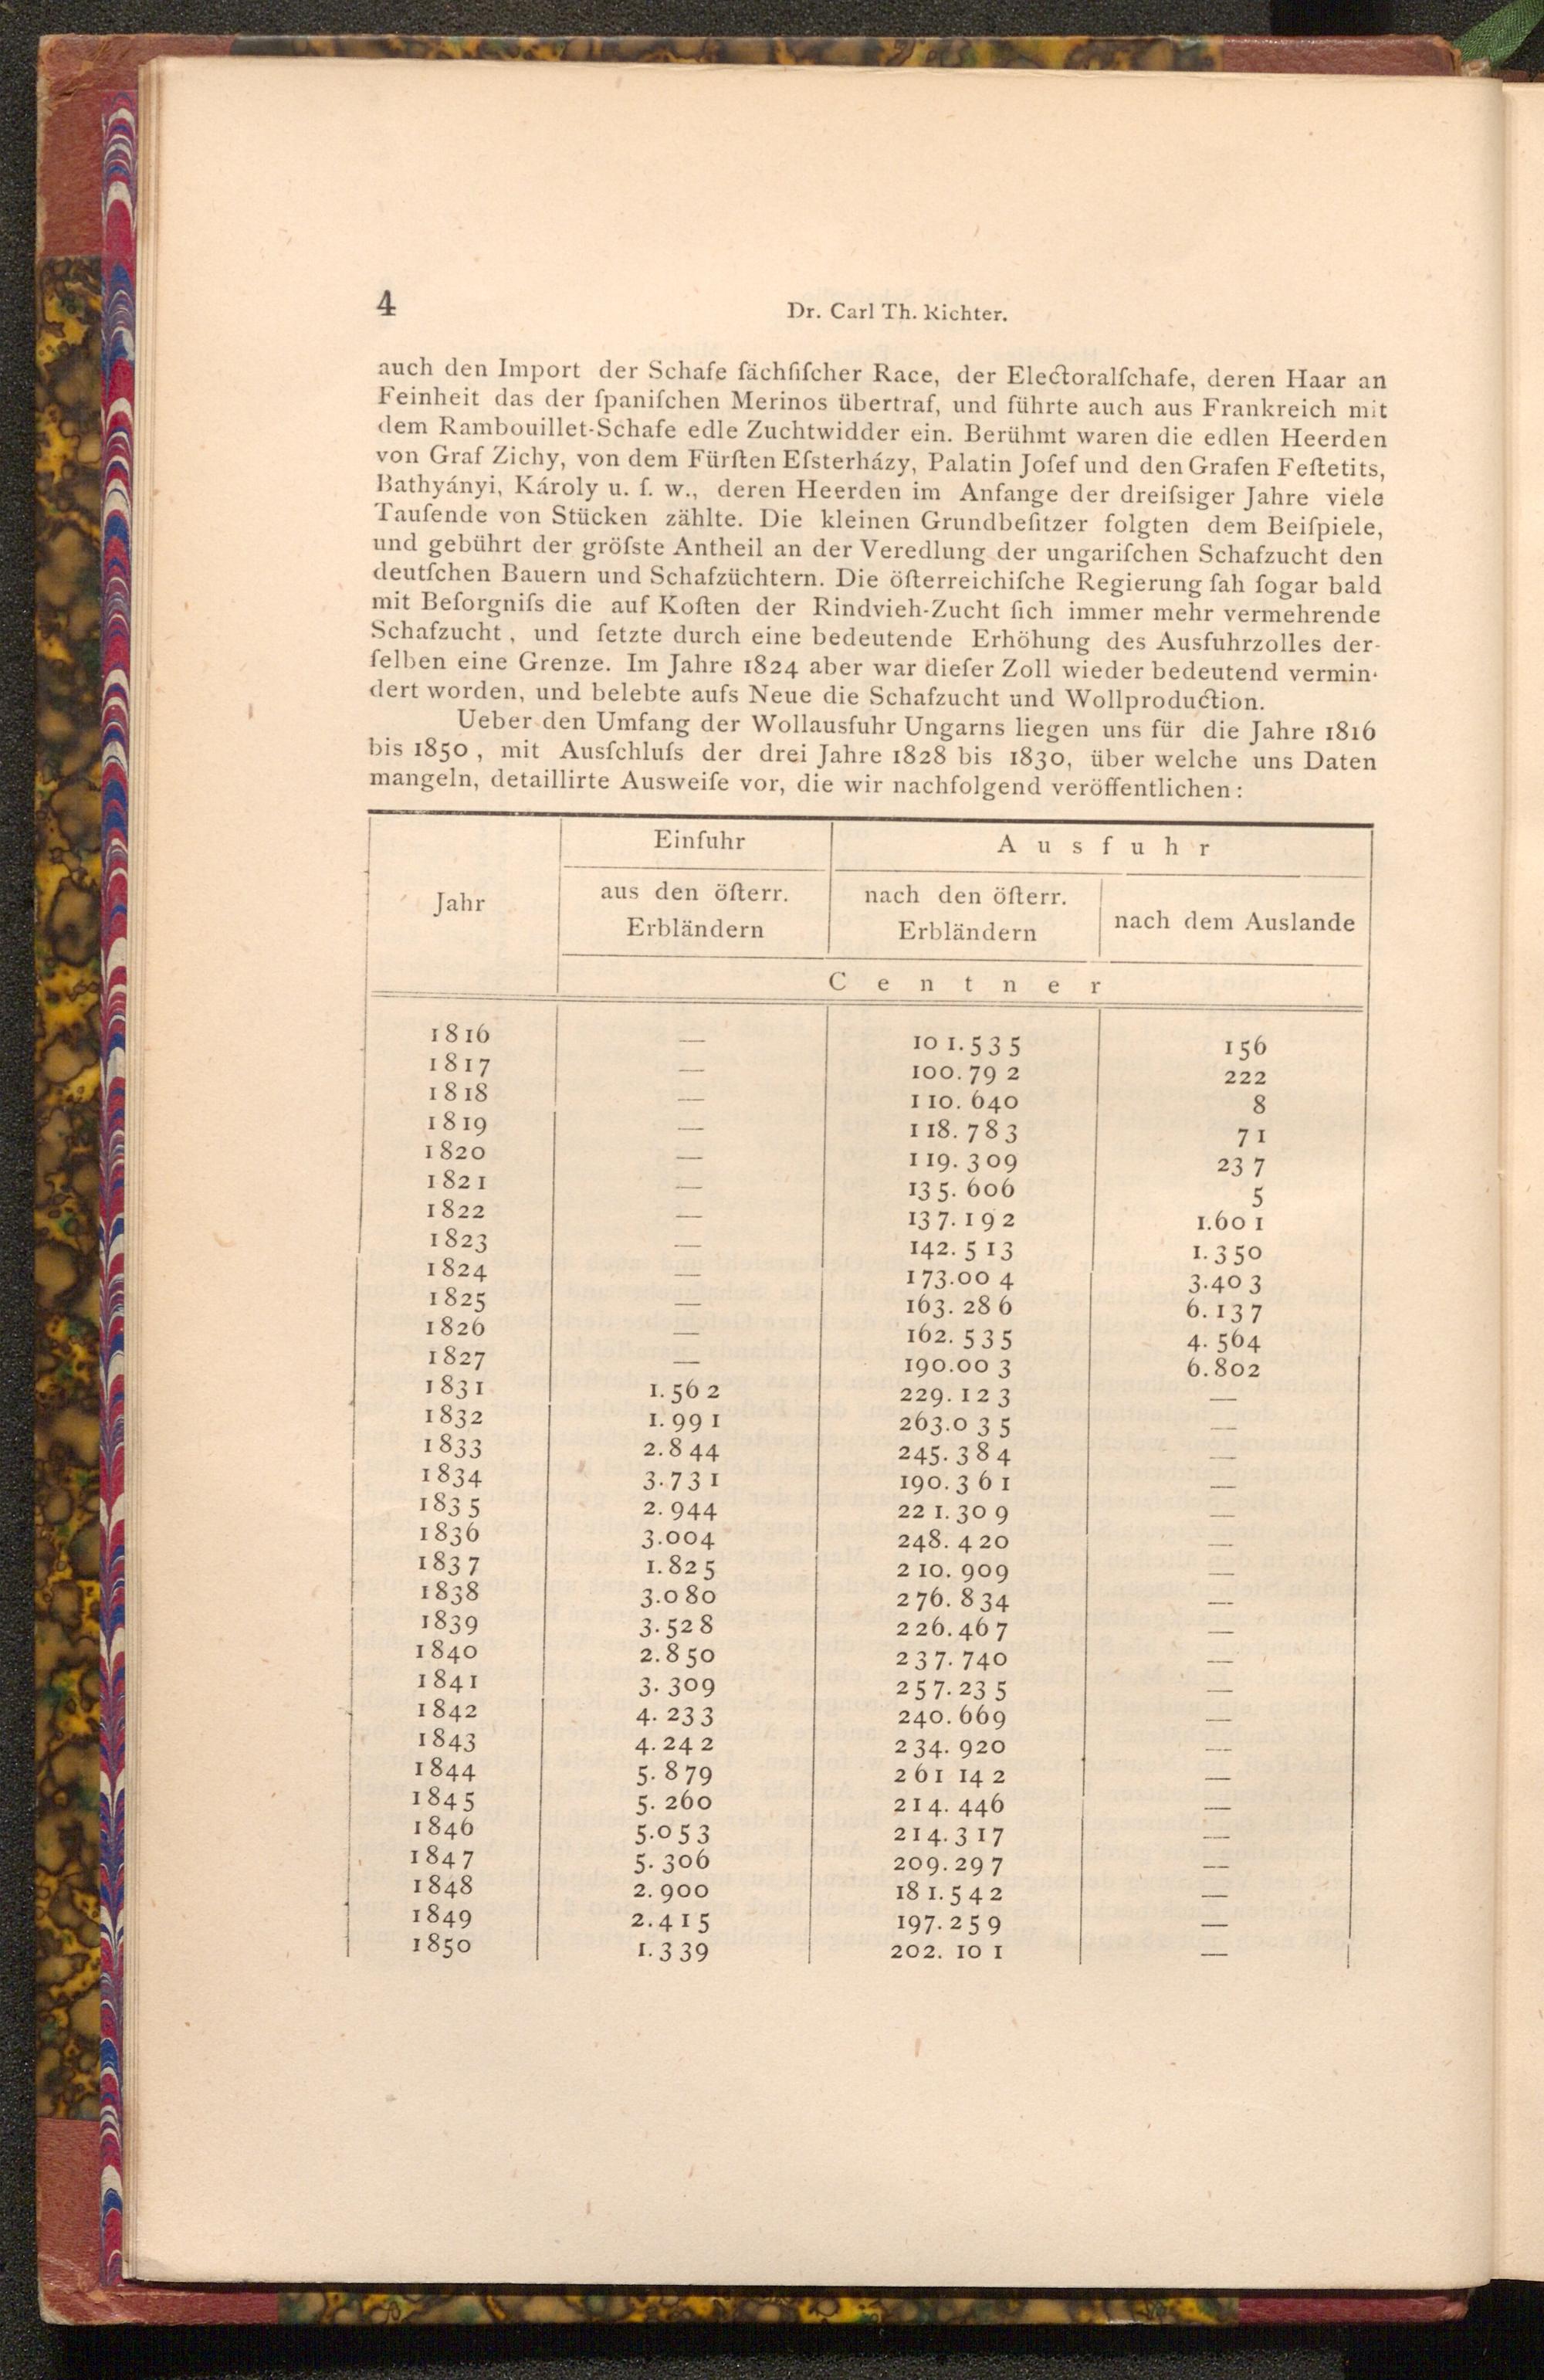 4
Dr. Carl Th. Richter.
auch den Import der Schafe ſächſiſcher Race, der Electoralſchafe, deren Haar an
Feinheit das der ſpaniſchen Merinos übertraf, und führte auch aus Frankreich mit
dem Rambouillet-Schafe edle Zuchtwidder ein. Berühmt waren die edlen Heerden
von Graf Zichy, von dem Fürſten Eſsterházy, Palatin Joſef und den Grafen Feſtetits,
Bathyányi, Károly u. ſ. w., deren Heerden im Anfange der dreiſsiger Jahre viele
Tauſende von Stücken zählte. Die kleinen Grundbeſitzer folgten dem Beiſpiele,
und gebührt der gröſste Antheil an der Veredlung der ungariſchen Schafzucht den
deutſchen Bauern und Schafzüchtern. Die öſterreichiſche Regierung ſah ſogar bald
mit Beſorgniſs die auf Koſten der Rindvieh-Zucht ſich immer mehr vermehrende
Schafzucht, und ſetzte durch eine bedeutende Erhöhung des Ausfuhrzolles der-
ſelben eine Grenze. Im Jahre 1824 aber war dieſer Zoll wieder bedeutend vermin-
dert worden, und belebte aufs Neue die Schafzucht und Wollproduction.
Ueber den Umfang der Wollausfuhr Ungarns liegen uns für die Jahre 1816
bis 1850, mit Ausſchluſs der drei Jahre 1828 bis 1830, über welche uns Daten
mangeln, detaillirte Ausweiſe vor, die wir nachfolgend veröffentlichen:
Jahr Einfuhr Ausfuhr
aus den öſterr. Erbländern nach den öſterr. Erbländern nach dem Auslande
Centner
1816 — 101.535 156
1817 — 100.792 222
1818 — 110.640 8
1819 — 118.783 71
1820 — 119.309 237
1821 — 135.606 5
1822 — 137.192 1.601
1823 — 142.513 1.350
1824 — 173.004 3.403
1825 — 163.286 6.137
1826 — 162.535 4.564
1827 — 190.003 6.802
1831 1.562 229.123 —
1832 1.991 263.035 —
1833 2.844 245.384 —
1834 3.731 190.361 —
1835 2.944 221.309 —
1836 3.004 248.420 —
1837 1.825 210.909 —
1838 3.080 276.834 —
1839 3.528 226.467 —
1840 2.850 237.740 —
1841 3.309 257.235 —
1842 4.233 240.669 —
1843 4.242 234.920 —
1844 5.879 261 142 —
1845 5.260 214.446 —
1846 5.053 214.317 —
1847 5.306 209.297 —
1848 2.900 181.542 —
1849 2.415 197.259 —
1850 1.339 202.101 —